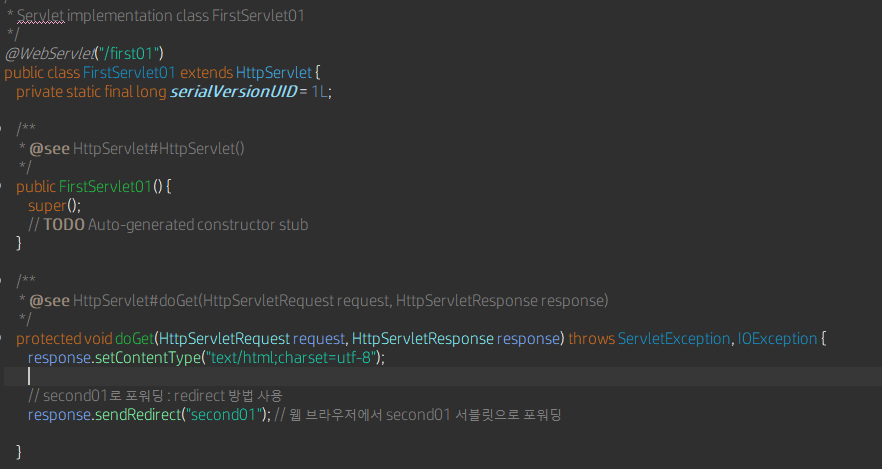 * Servlet implementation class FirstServlet01
*/
@WebServlet("/first01")
public class FirstServlet01 extends HttpServlet {
private static final long serialVersionUID = 1L;
/**
* @see HttpServlet#HttpServlet()
*/
public FirstServlet01() {
super();
// TODO Auto-generated constructor stub
}
/**
* @see HttpServlet#doGet(HttpServletRequest request, HttpServletResponse response)
*/
protected void doGet(HttpServletRequest request, HttpServletResponse response) throws ServletException, IOException {
response.setContentType("text/html;charset=utf-8");
// second01로 포워딩 : redirect 방법 사용
response.sendRedirect("second01"); // 웹 브라우저에서 second01 서블릿으로 포워딩
}